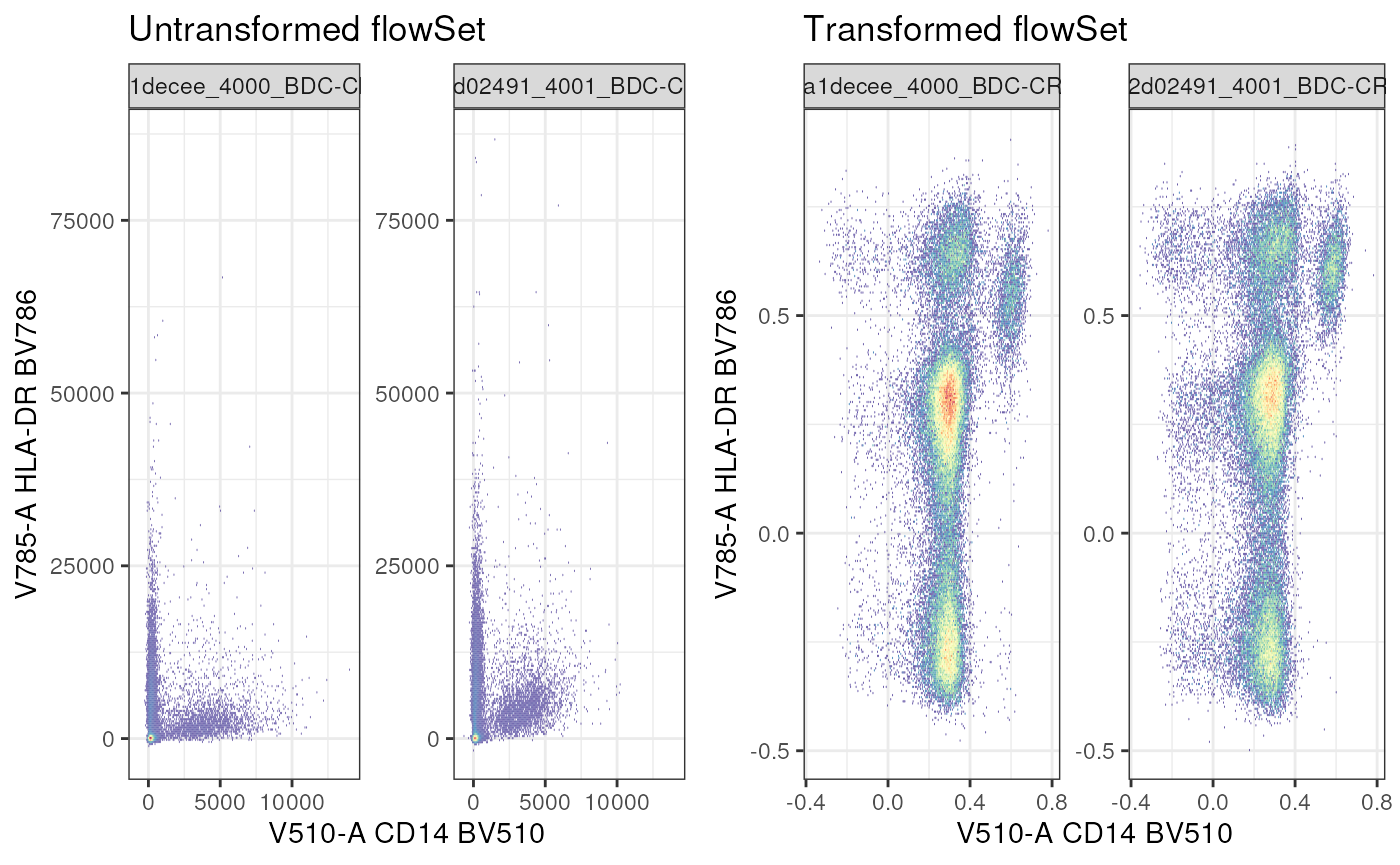 Untransformed flowSet
1decee_4000_BDC-C
d02491_4001_BDC-C
V785-A HLA-DR BV786
75000
50000
25000
0
75000
50000
25000
0
0 5000 10000
0 5000 10000
V510-A CD14 BV510
Transformed flowSet
a1decee_4000_BDC-CR
2d02491_4001_BDC-CR
V785-A HLA-DR BV786
0.5
0.0
-0.5
0.5
0.0
-0.5
-0.4 0.0 0.4 0.8
-0.4 0.0 0.4 0.8
V510-A CD14 BV510